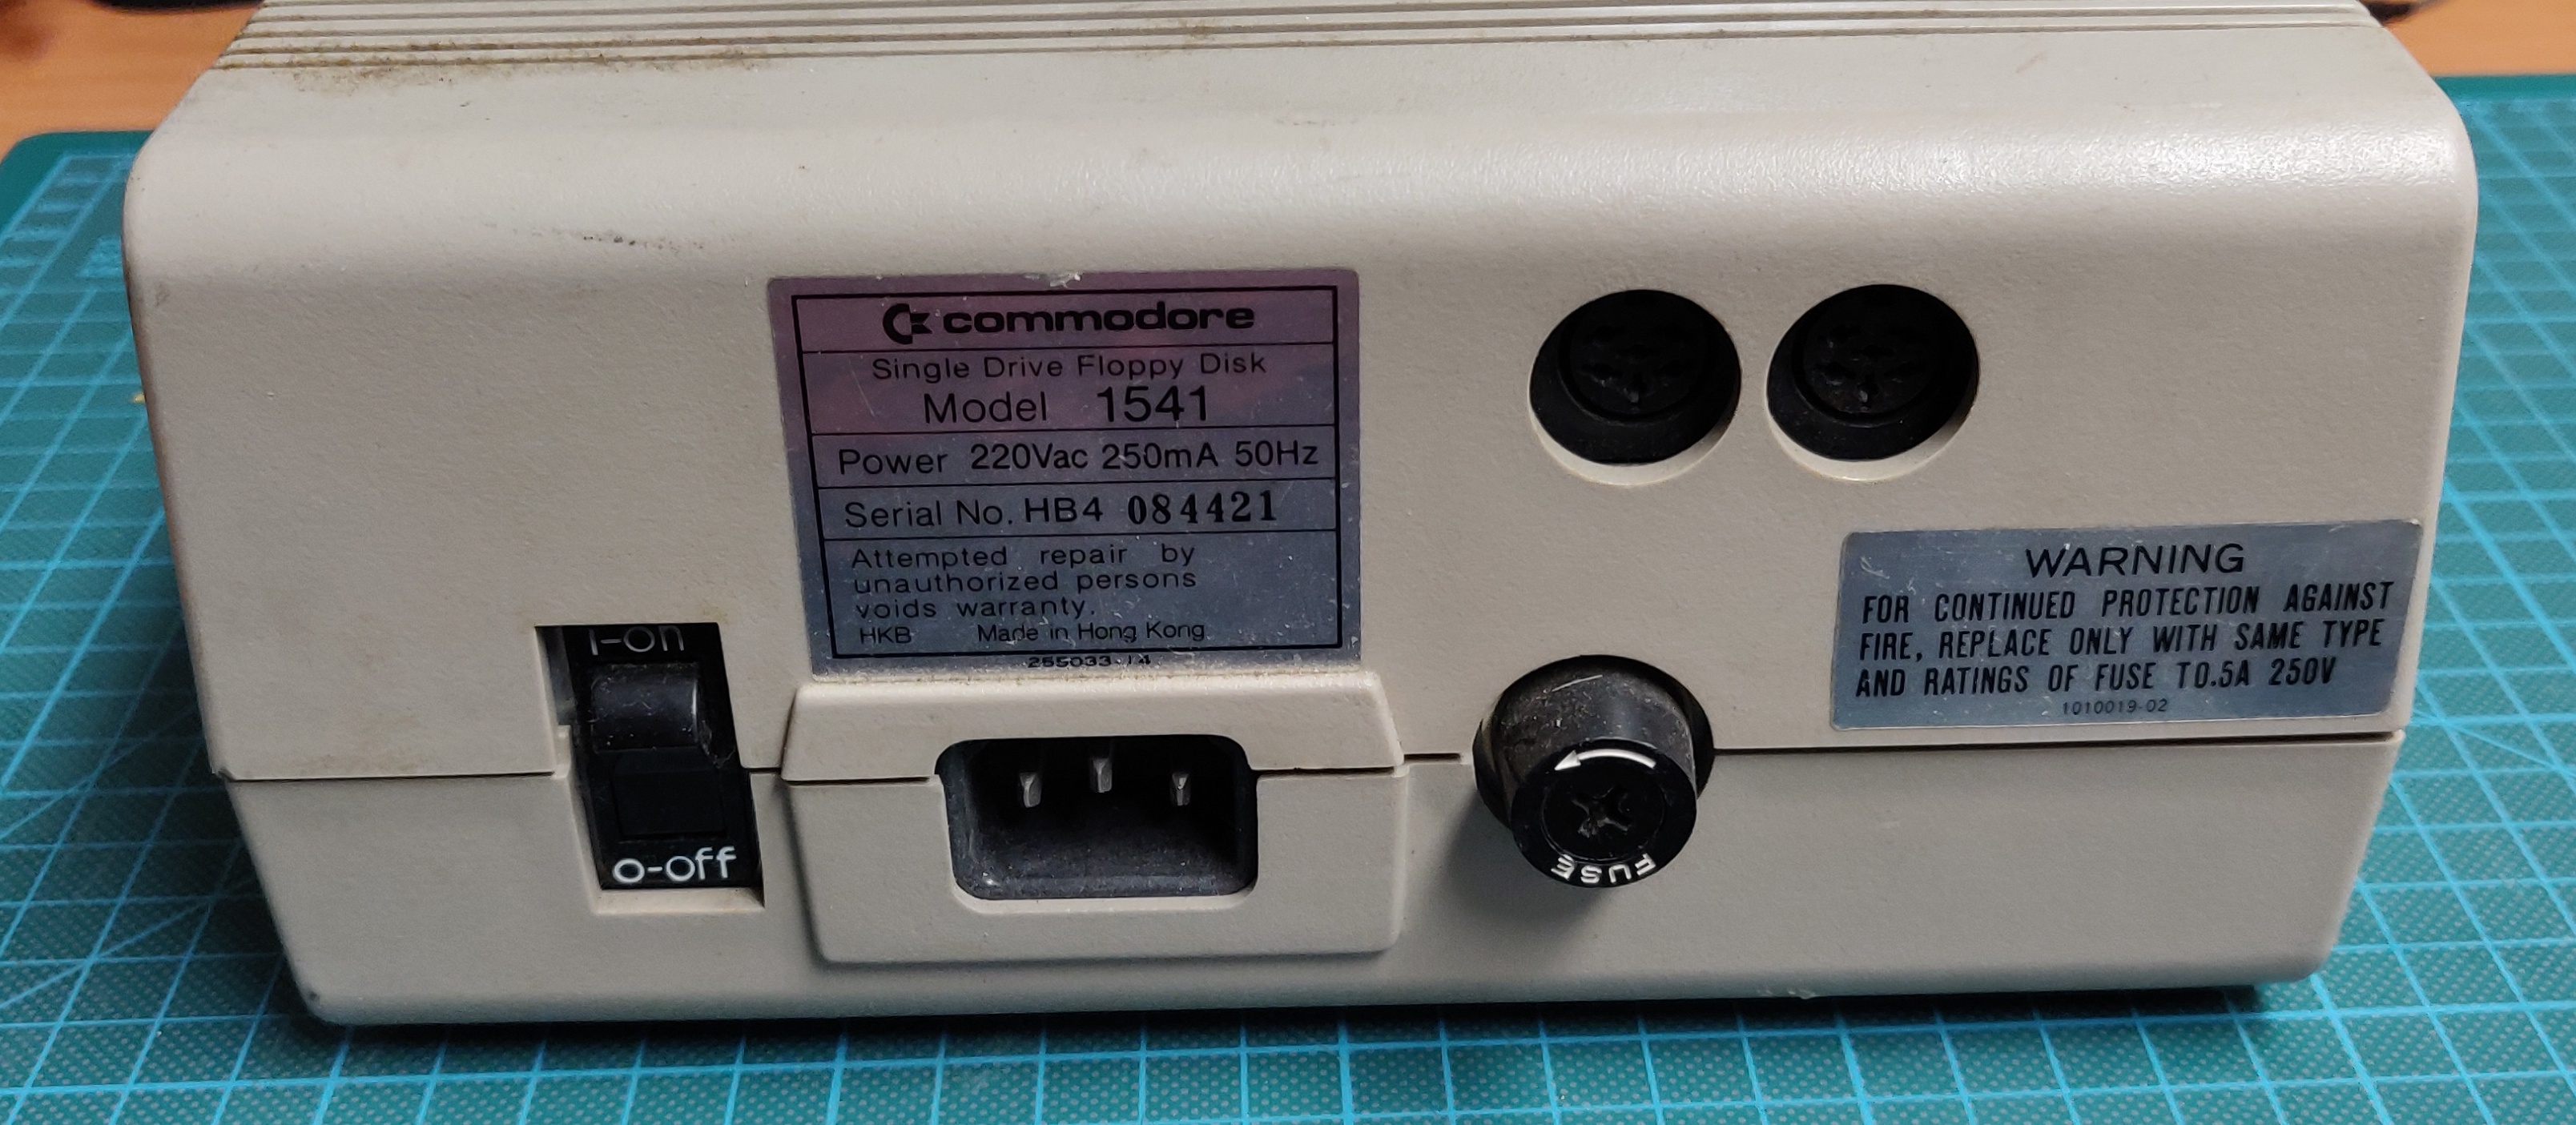 commodore
Single Drive Floppy Disk
Model 1541
Power 220Vac 250mA 50Hz
Serial No. HB4 084421
Attempted repair by
unauthorized persons
voids warranty.
HKB Made in Hong Kong
255033-14
I-on
o-off
FUSE
WARNING
FOR CONTINUED PROTECTION AGAINST
FIRE, REPLACE ONLY WITH SAME TYPE
AND RATINGS OF FUSE T0.5A 250V
1010019-02